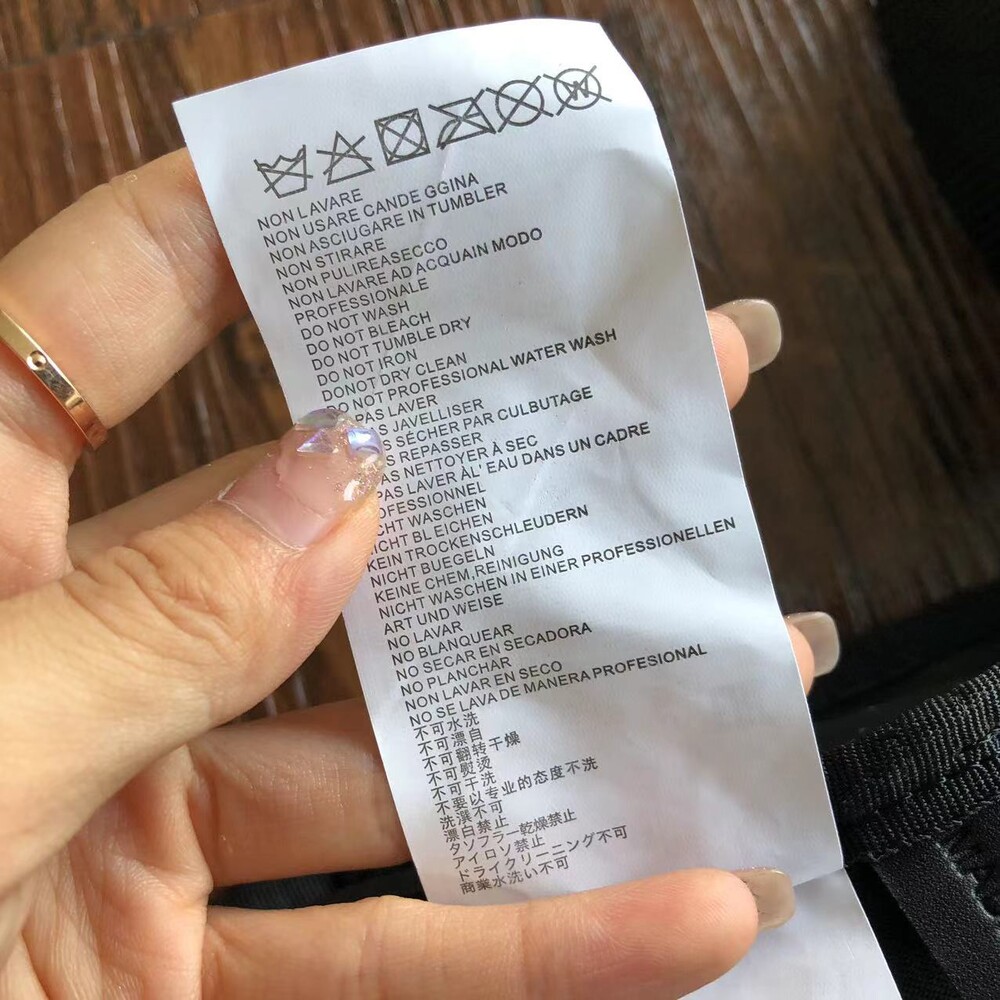 W
NON LAVARE
NON USARE CANDE GGINA
NON ASCIUGARE IN TUMBLER
NON STIRARE
NON PULIREASECCO
NON LAVARE AD ACQUAIN MODO
PROFESSIONALE
DO NOT WASH
DO NOT BLEACH
DO NOT TUMBLE DRY
DO NOT IRON
DONOT DRY CLEAN
DO NOT PROFESSIONAL WATER WASH
PAS LAVER
S JAVELLISER
S SÉCHER PAR CULBUTAGE
S REPASSER
AS NETTOYER À SEC
PAS LAVER ÀL' EAU DANS UN CADRE
OFESSIONNEL
ICHT WASCHEN
ICHT BLEICHEN
KEIN TROCKENSCHLEUDERN
NICHT BUEGELN
KEINE CHEM,REINIGUNG
NICHT WASCHEN IN EINER PROFESSIONELLEN
ART UND WEISE
NO LAVAR
NO BLANQUEAR
NO SECAR EN SECADORA
NO PLANCHAR
NON LAVAR EN SECO
NO SE LAVA DE MANERA PROFESIONAL
不可水洗
不可漂自
不可翻转干燥
不可熨烫
不可干洗
不要以专业的态度不洗
洗濯不可
漂白禁止
タソフラー乾燥禁止
アイロン禁止
ドライクリーニング不可
商業水洗い不可